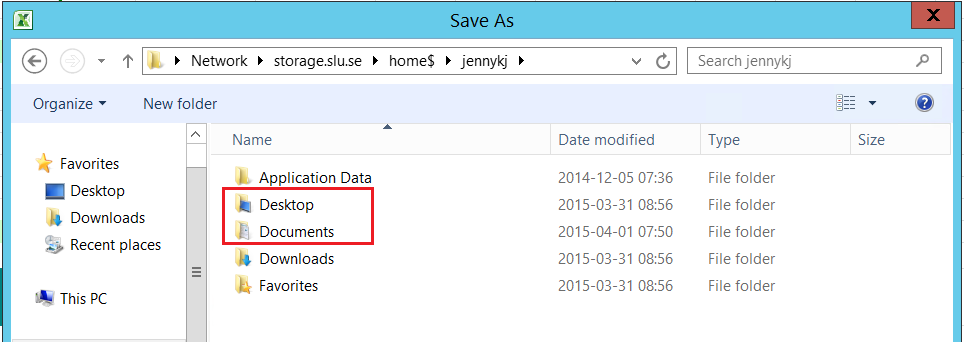 Save As
Network storage.slu.se home$ jennykj Search jennykj
Organize New folder
Name Date modified Type Size
Favorites
Desktop
Downloads
Recent places
This PC
Application Data 2014-12-05 07:36 File folder
Desktop 2015-03-31 08:56 File folder
Documents 2015-04-01 07:50 File folder
Downloads 2015-03-31 08:56 File folder
Favorites 2015-03-31 08:56 File folder